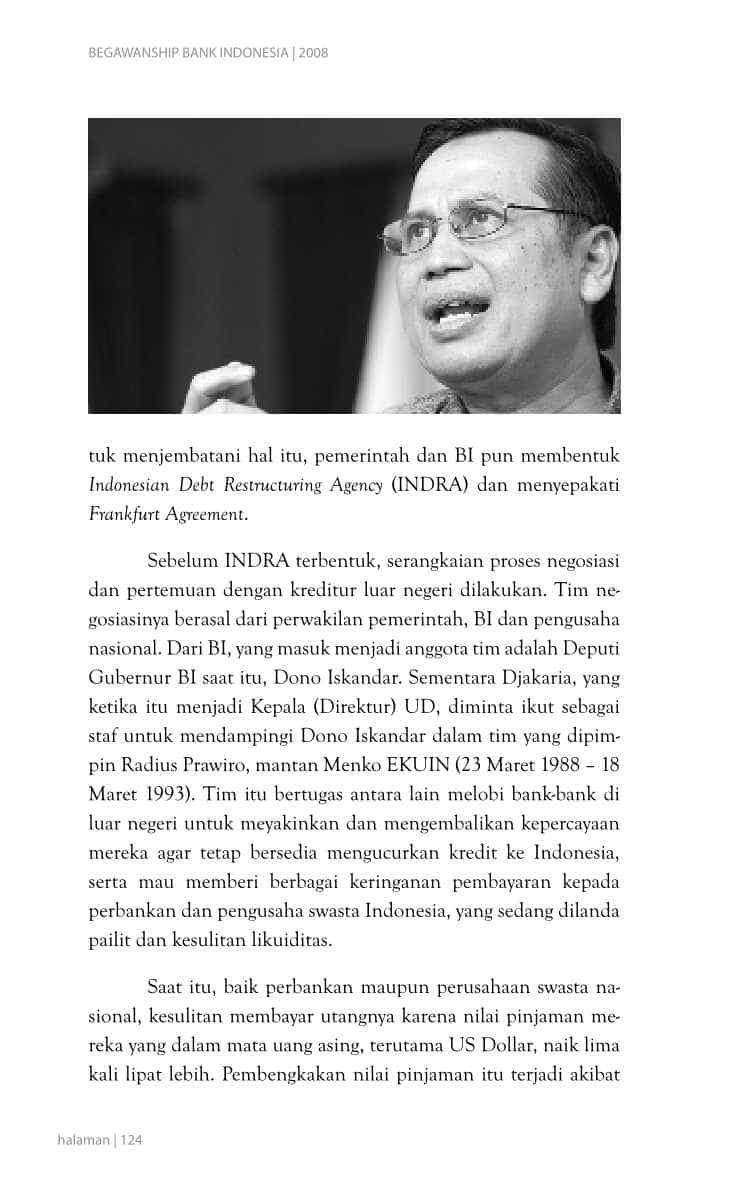 BEGAWANSHIP BANK INDONESIA | 2008
tuk menjembatani hal itu, pemerintah dan BI pun membentuk
Indonesian Debt Restructuring Agency (INDRA) dan menyepakati
Frankfurt Agreement.
Sebelum INDRA terbentuk, serangkaian proses negosiasi
dan pertemuan dengan kreditur luar negeri dilakukan. Tim ne-
gosiasinya berasal dari perwakilan pemerintah, BI dan pengusaha
nasional. Dari BI, yang masuk menjadi anggota tim adalah Deputi
Gubernur BI saat itu, Dono Iskandar. Sementara Djakaria, yang
ketika itu menjadi Kepala (Direktur) UD, diminta ikut sebagai
staf untuk mendampingi Dono Iskandar dalam tim yang dipim-
pin Radius Prawiro, mantan Menko EKUIN (23 Maret 1988 – 18
Maret 1993). Tim itu bertugas antara lain melobi bank-bank di
luar negeri untuk meyakinkan dan mengembalikan kepercayaan
mereka agar tetap bersedia mengucurkan kredit ke Indonesia,
serta mau memberi berbagai keringanan pembayaran kepada
perbankan dan pengusaha swasta Indonesia, yang sedang dilanda
pailit dan kesulitan likuiditas.
Saat itu, baik perbankan maupun perusahaan swasta na-
sional, kesulitan membayar utangnya karena nilai pinjaman me-
reka yang dalam mata uang asing, terutama US Dollar, naik lima
kali lipat lebih. Pembengkakan nilai pinjaman itu terjadi akibat
halaman | 124